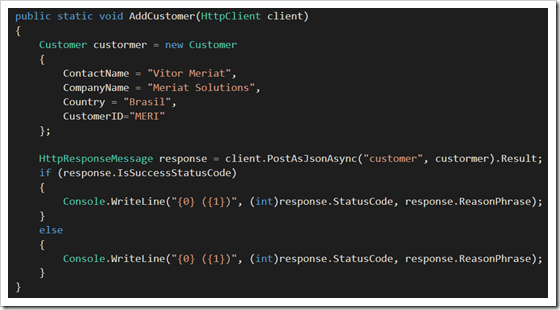 public static void AddCustomer(HttpClient client)
{
    Customer custormer = new Customer
    {
        ContactName = "Vitor Meriat",
        CompanyName = "Meriat Solutions",
        Country = "Brasil",
        CustomerID="MERI"
    };

    HttpResponseMessage response = client.PostAsJsonAsync("customer", custormer).Result;
    if (response.IsSuccessStatusCode)
    {
        Console.WriteLine("{0} ({1})", (int)response.StatusCode, response.ReasonPhrase);
    }
    else
    {
        Console.WriteLine("{0} ({1})", (int)response.StatusCode, response.ReasonPhrase);
    }
}